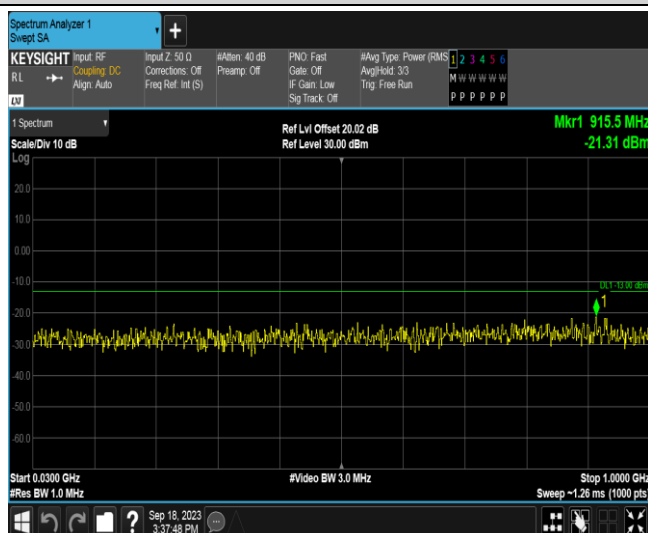 Spectrum Analyzer 1
Swept SA
+
KEYSIGHT
RL
LXI
Input: RF
Coupling: DC
Align: Auto
Input Z: 50 Ω
Corrections: Off
Freq Ref: Int (S)
#Atten: 40 dB
Preamp: Off
PNO: Fast
Gate: Off
IF Gain: Low
Sig Track: Off
#Avg Type: Power (RMS
Avg|Hold: 3/3
Trig: Free Run
1 2 3 4 5 6
M W W W W W
P P P P P P
1 Spectrum
Scale/Div 10 dB
Ref Lvl Offset 20.02 dB
Ref Level 30.00 dBm
Mkr1 915.5 MHz
-21.31 dBm
Log
20.0
10.0
0.00
-10.0
DL1 -13.00 dBm
1
-20.0
-30.0
-40.0
-50.0
-60.0
Start 0.0300 GHz
#Res BW 1.0 MHz
#Video BW 3.0 MHz
Stop 1.0000 GHz
Sweep ~1.26 ms (1000 pts)
?
Sep 18, 2023
3:37:48 PM